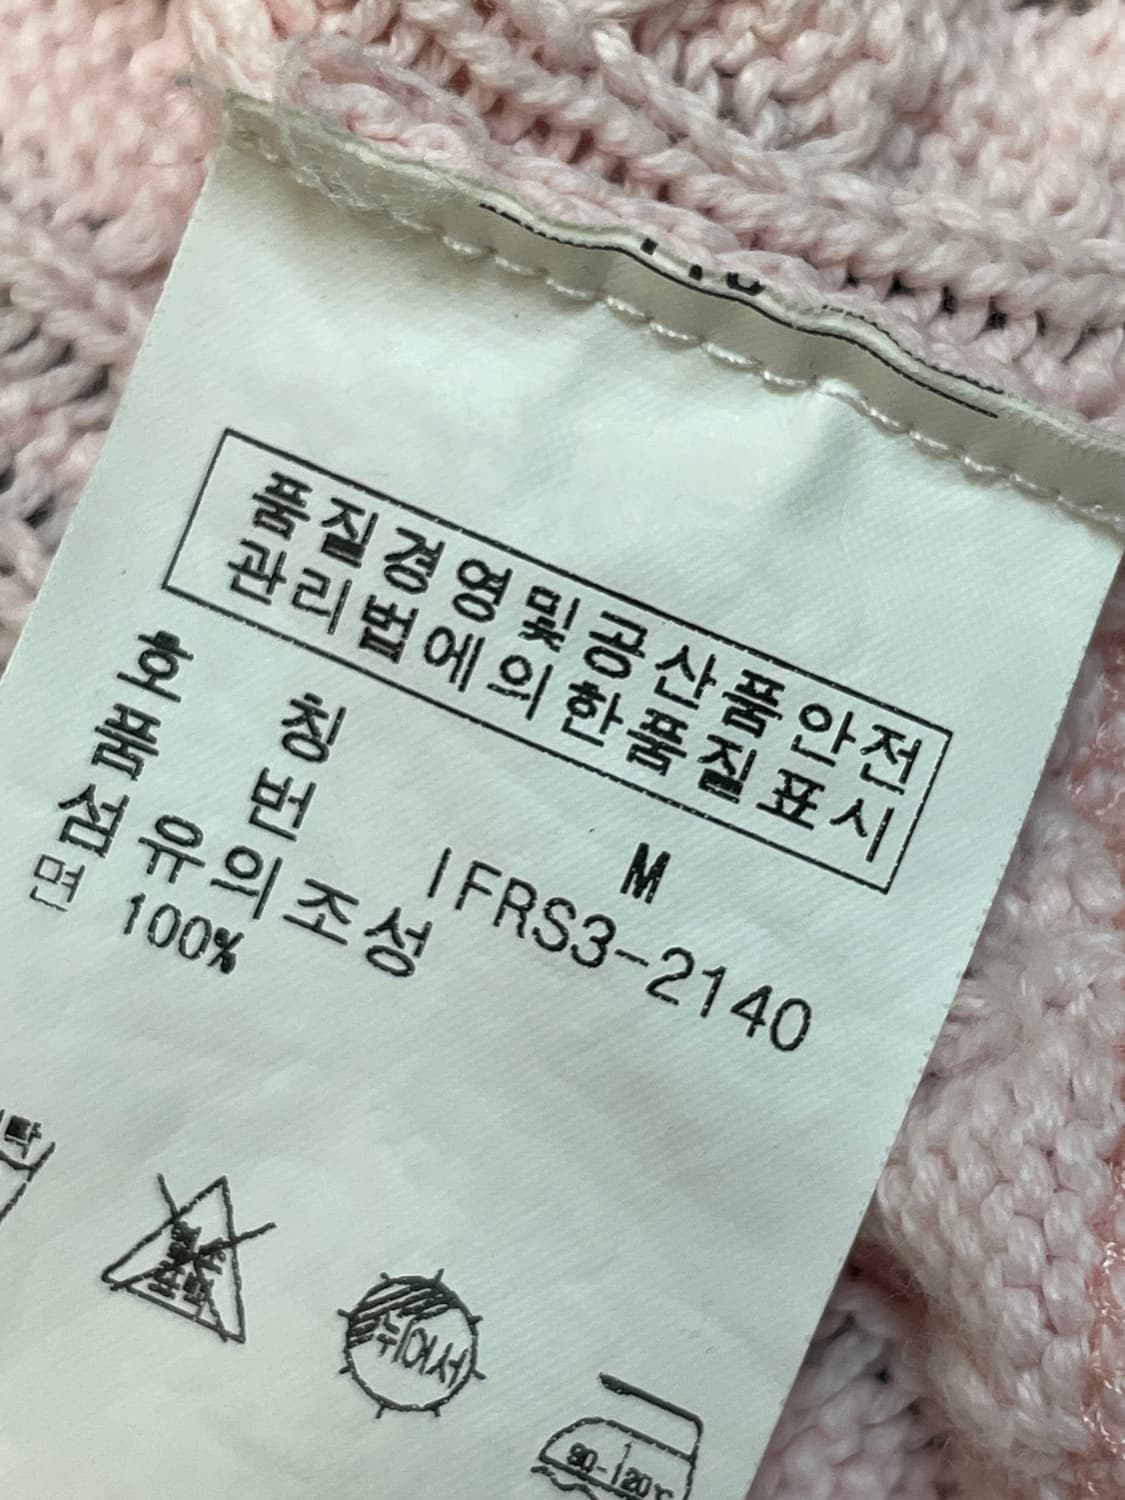 품질경영및공산품안전
관리법에의한품질표시
호 칭 M
품 번 IFRS3-2140
섬유의조성
면 100%
뉘어서
80-120℃